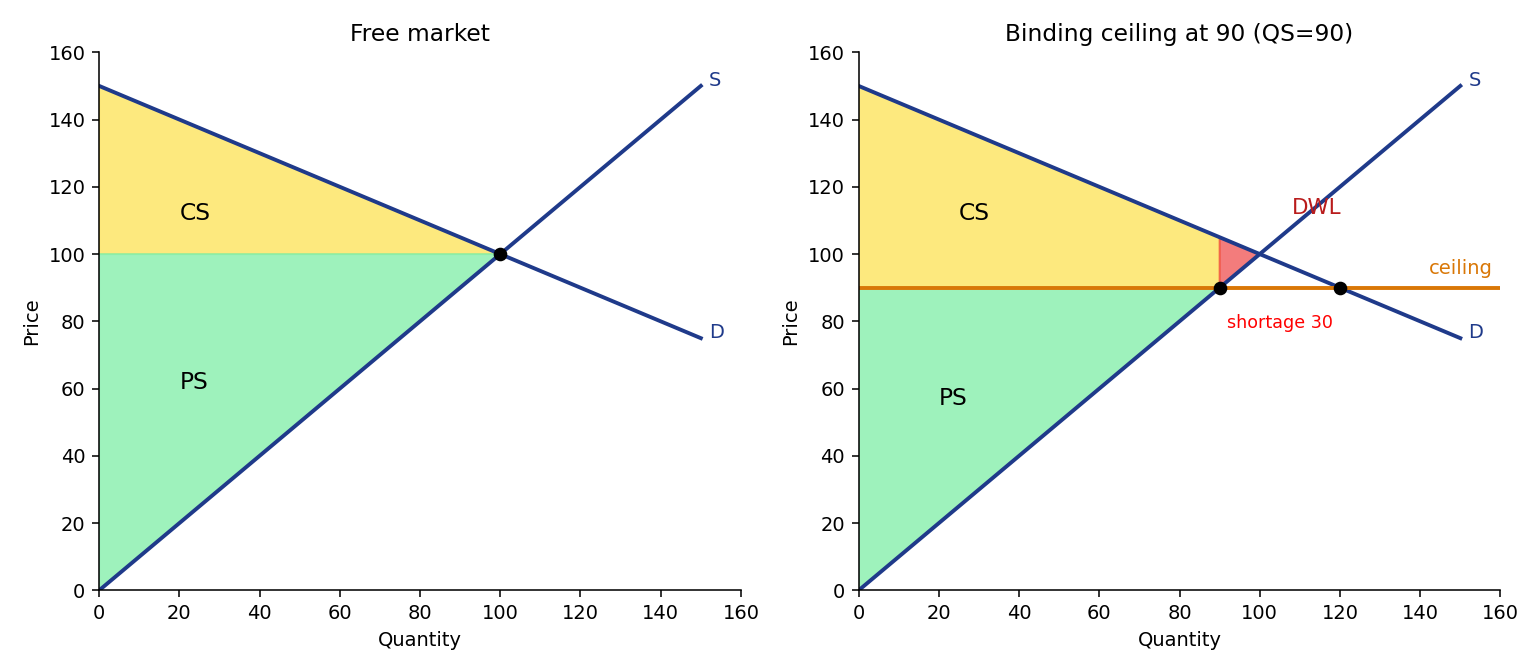 Free market
160
140
120
100
80
60
40
20
0
0 20 40 60 80 100 120 140 160
Price
Quantity
CS
PS
S
D
Binding ceiling at 90 (QS=90)
160
140
120
100
80
60
40
20
0
0 20 40 60 80 100 120 140 160
Price
Quantity
CS
PS
S
DWL
ceiling
shortage 30
D